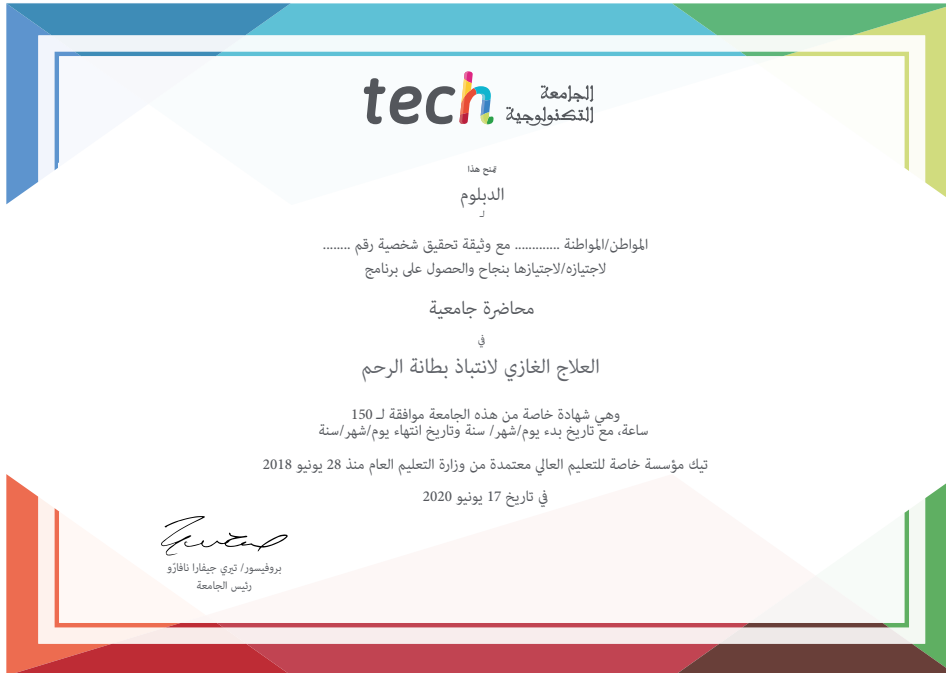 tech
الجامعة
التكنولوجية
تمنح هذا
الدبلوم
لـ
المواطن/المواطنة ............. مع وثيقة تحقيق شخصية رقم ........
لاجتيازه/لاجتيازها بنجاح والحصول على برنامج
محاضرة جامعية
في
العلاج الغازي لانتباذ بطانة الرحم
وهي شهادة خاصة من هذه الجامعة موافقة لـ 150
ساعة، مع تاريخ بدء يوم/شهر/ سنة وتاريخ انتهاء يوم/شهر/سنة
تيك مؤسسة خاصة للتعليم العالي معتمدة من وزارة التعليم العام منذ 28 يونيو 2018
في تاريخ 17 يونيو 2020
بروفيسور/ تيري جيفارا نافارّو
رئيس الجامعة